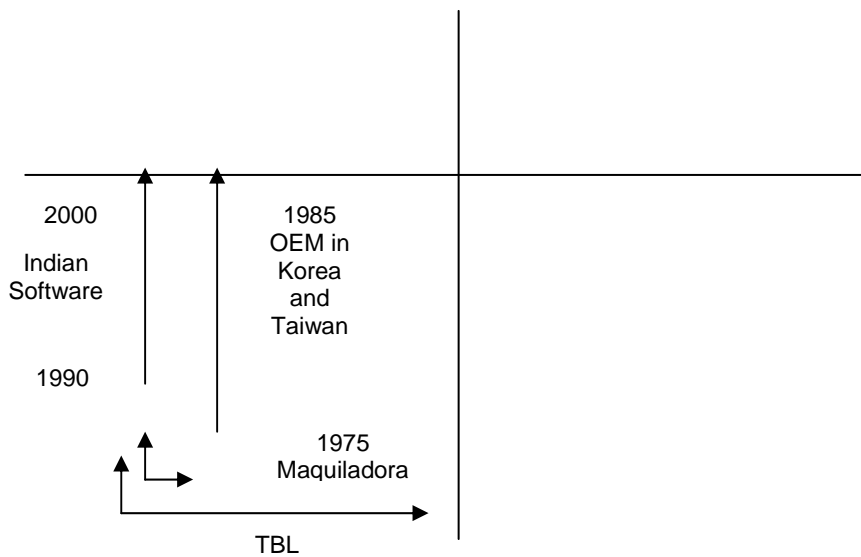 2000
Indian
Software
1990
1985
OEM in
Korea
and
Taiwan
1975
Maquiladora
TBL